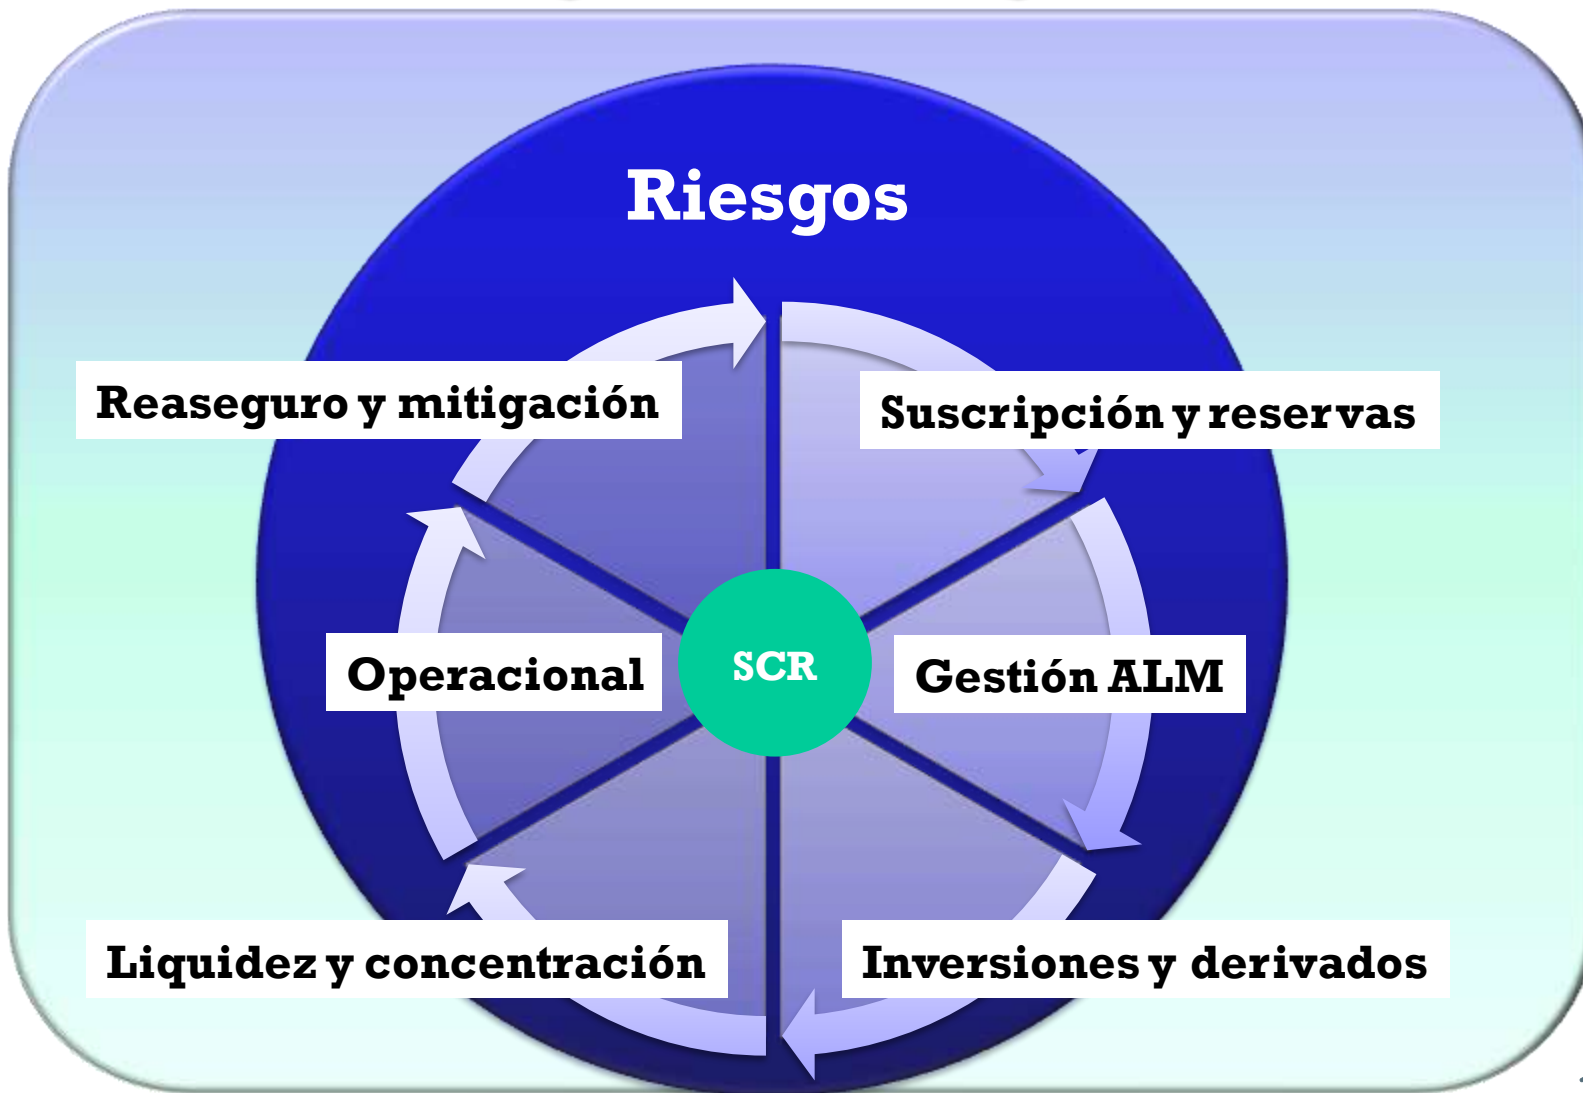 Riesgos
Reaseguro y mitigación
Suscripción y reservas
Operacional
SCR
Gestión ALM
Liquidez y concentración
Inversiones y derivados